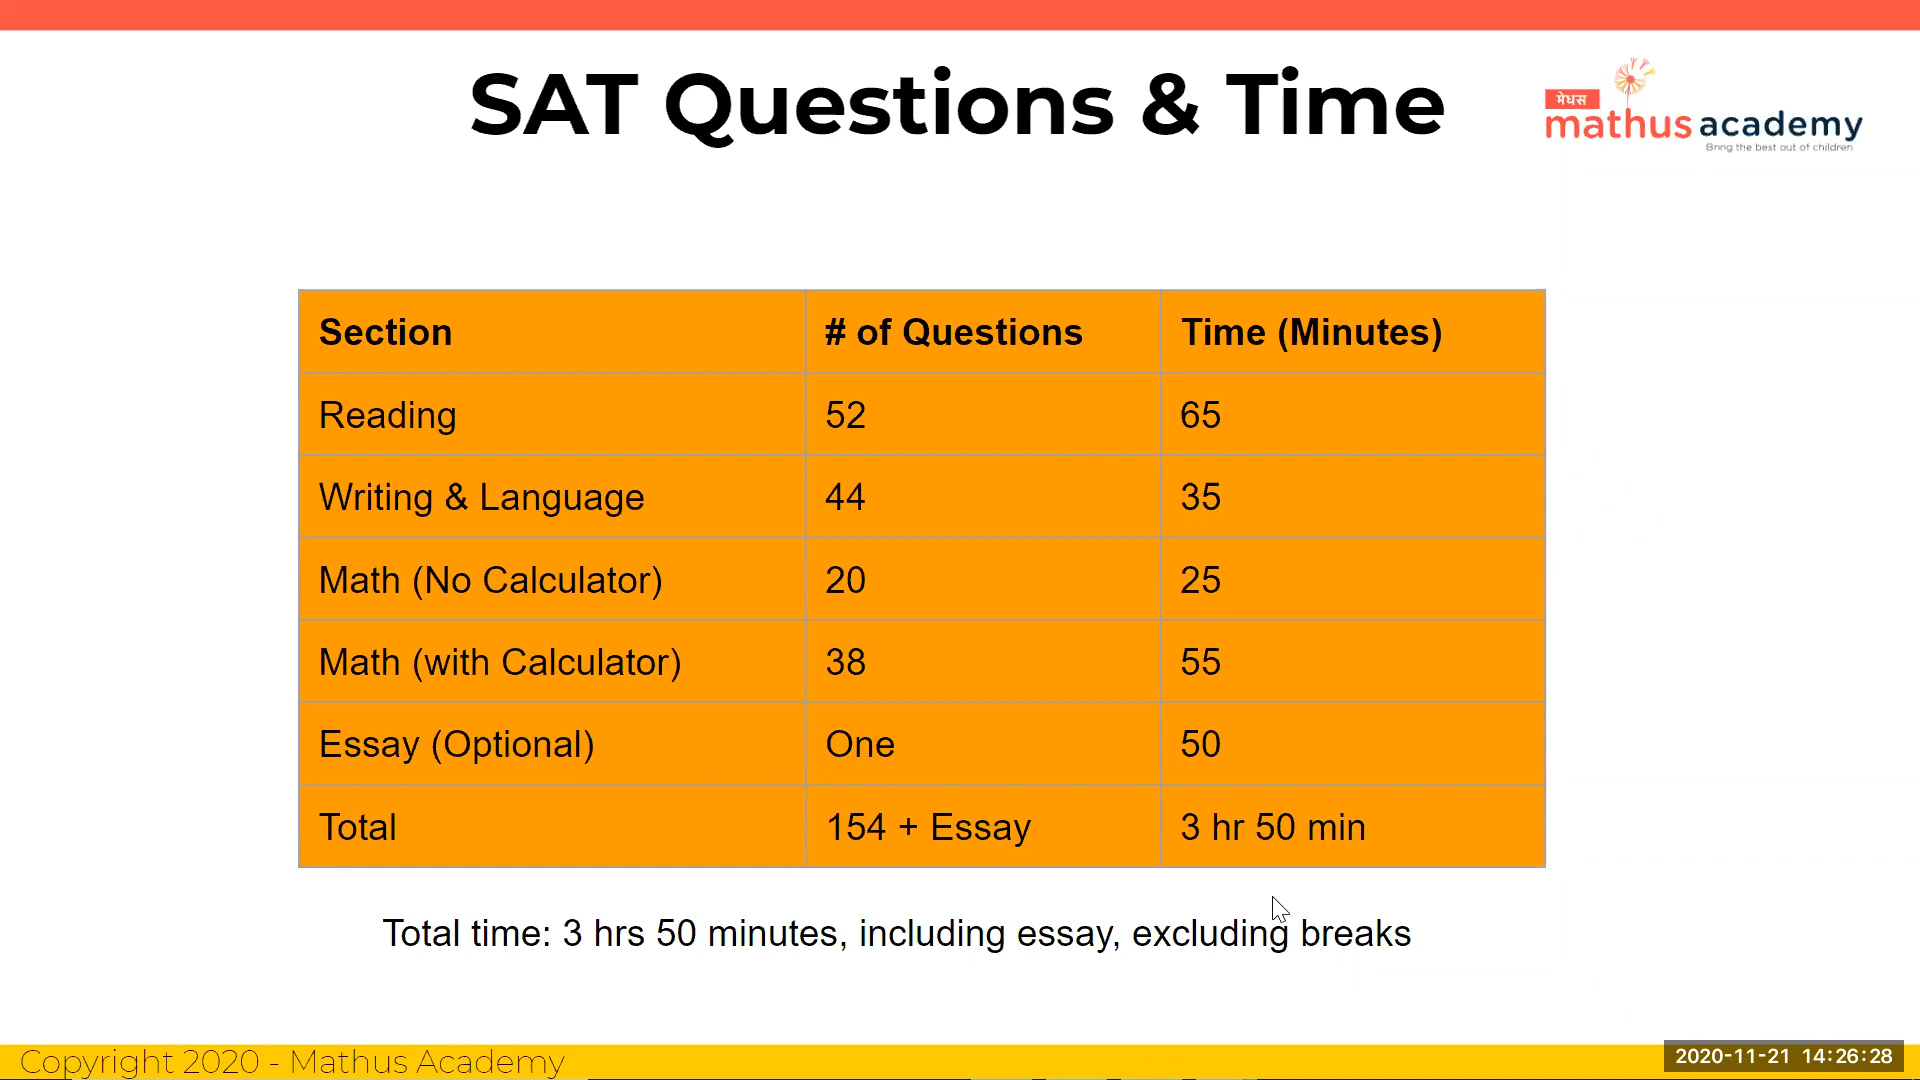 SAT Questions & Time
मेधस
mathus academy
Bring the best out of children
Section # of Questions Time (Minutes)
Reading 52 65
Writing & Language 44 35
Math (No Calculator) 20 25
Math (with Calculator) 38 55
Essay (Optional) One 50
Total 154 + Essay 3 hr 50 min
Total time: 3 hrs 50 minutes, including essay, excluding breaks
Copyright 2020 - Mathus Academy
2020-11-21 14:26:28